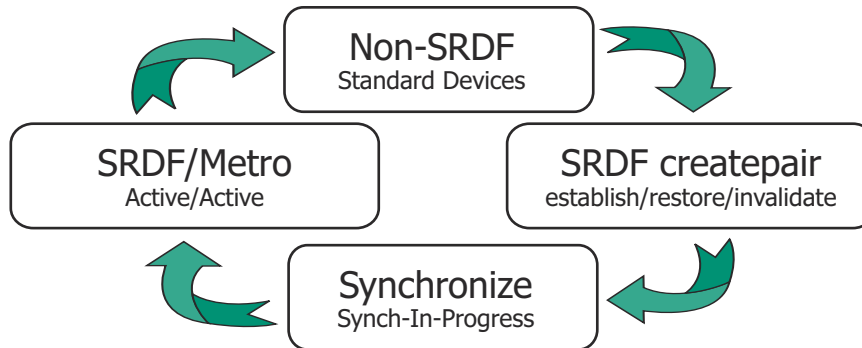 Non-SRDF
Standard Devices
SRDF/Metro
Active/Active
SRDF createpair
establish/restore/invalidate
Synchronize
Synch-In-Progress